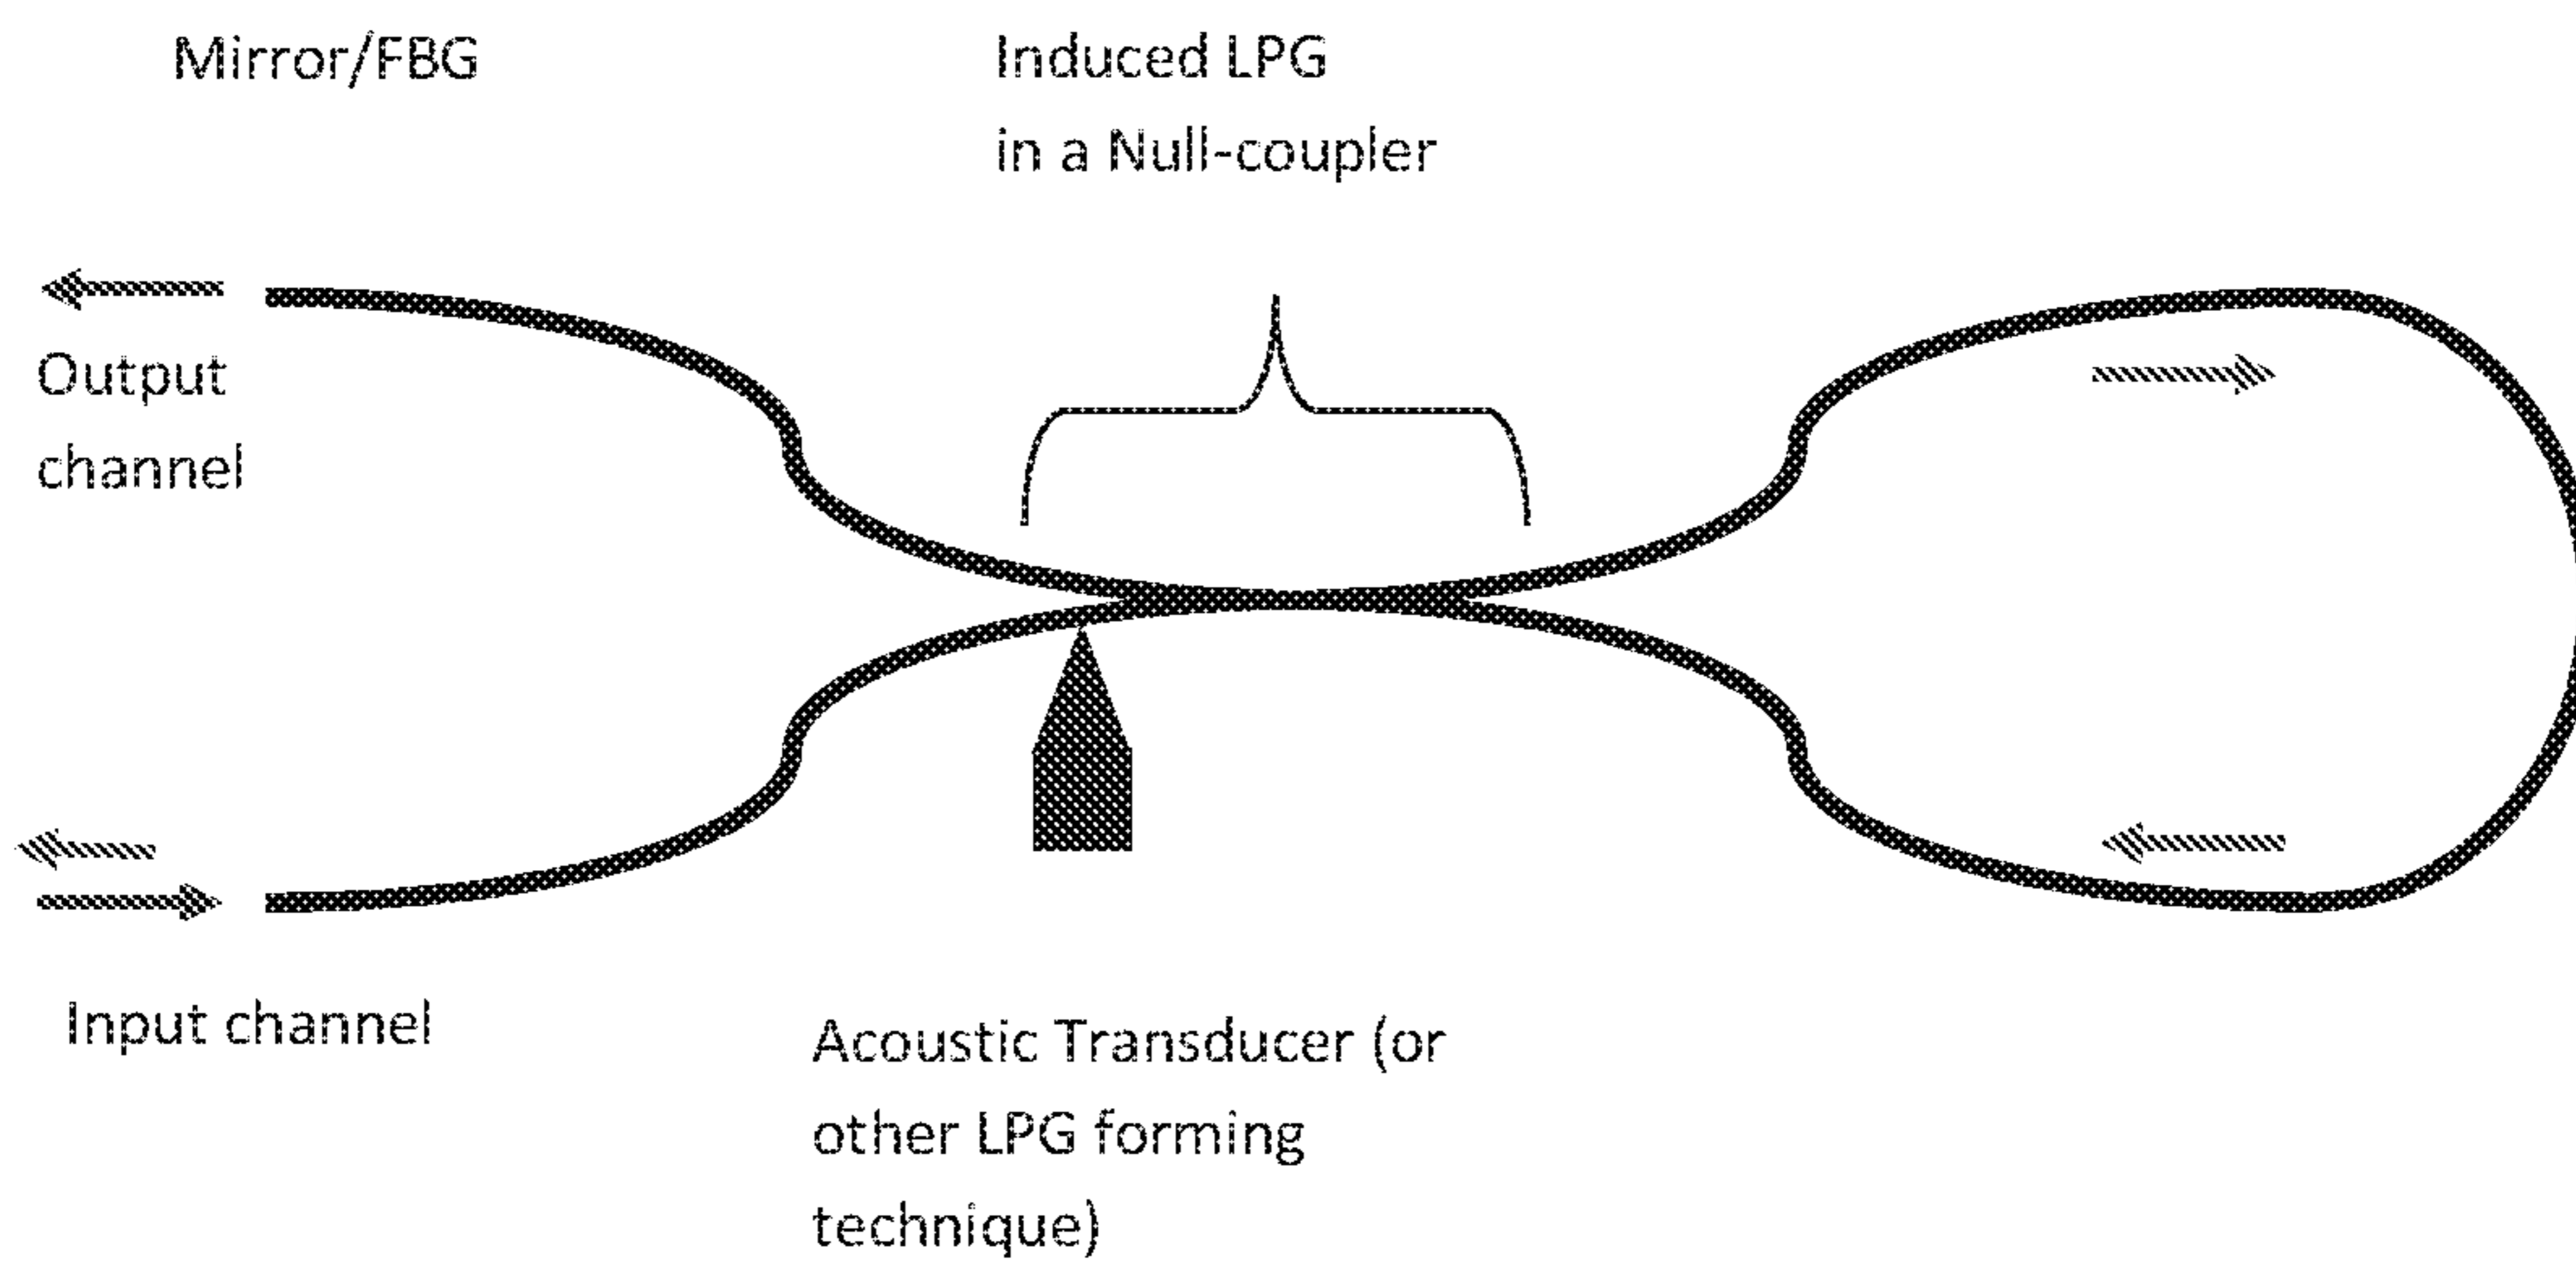 Mirror/FBG
Induced LPG
in a Null-coupler
Output
channel
Input channel
Acoustic Transducer (or
other LPG forming
technique)